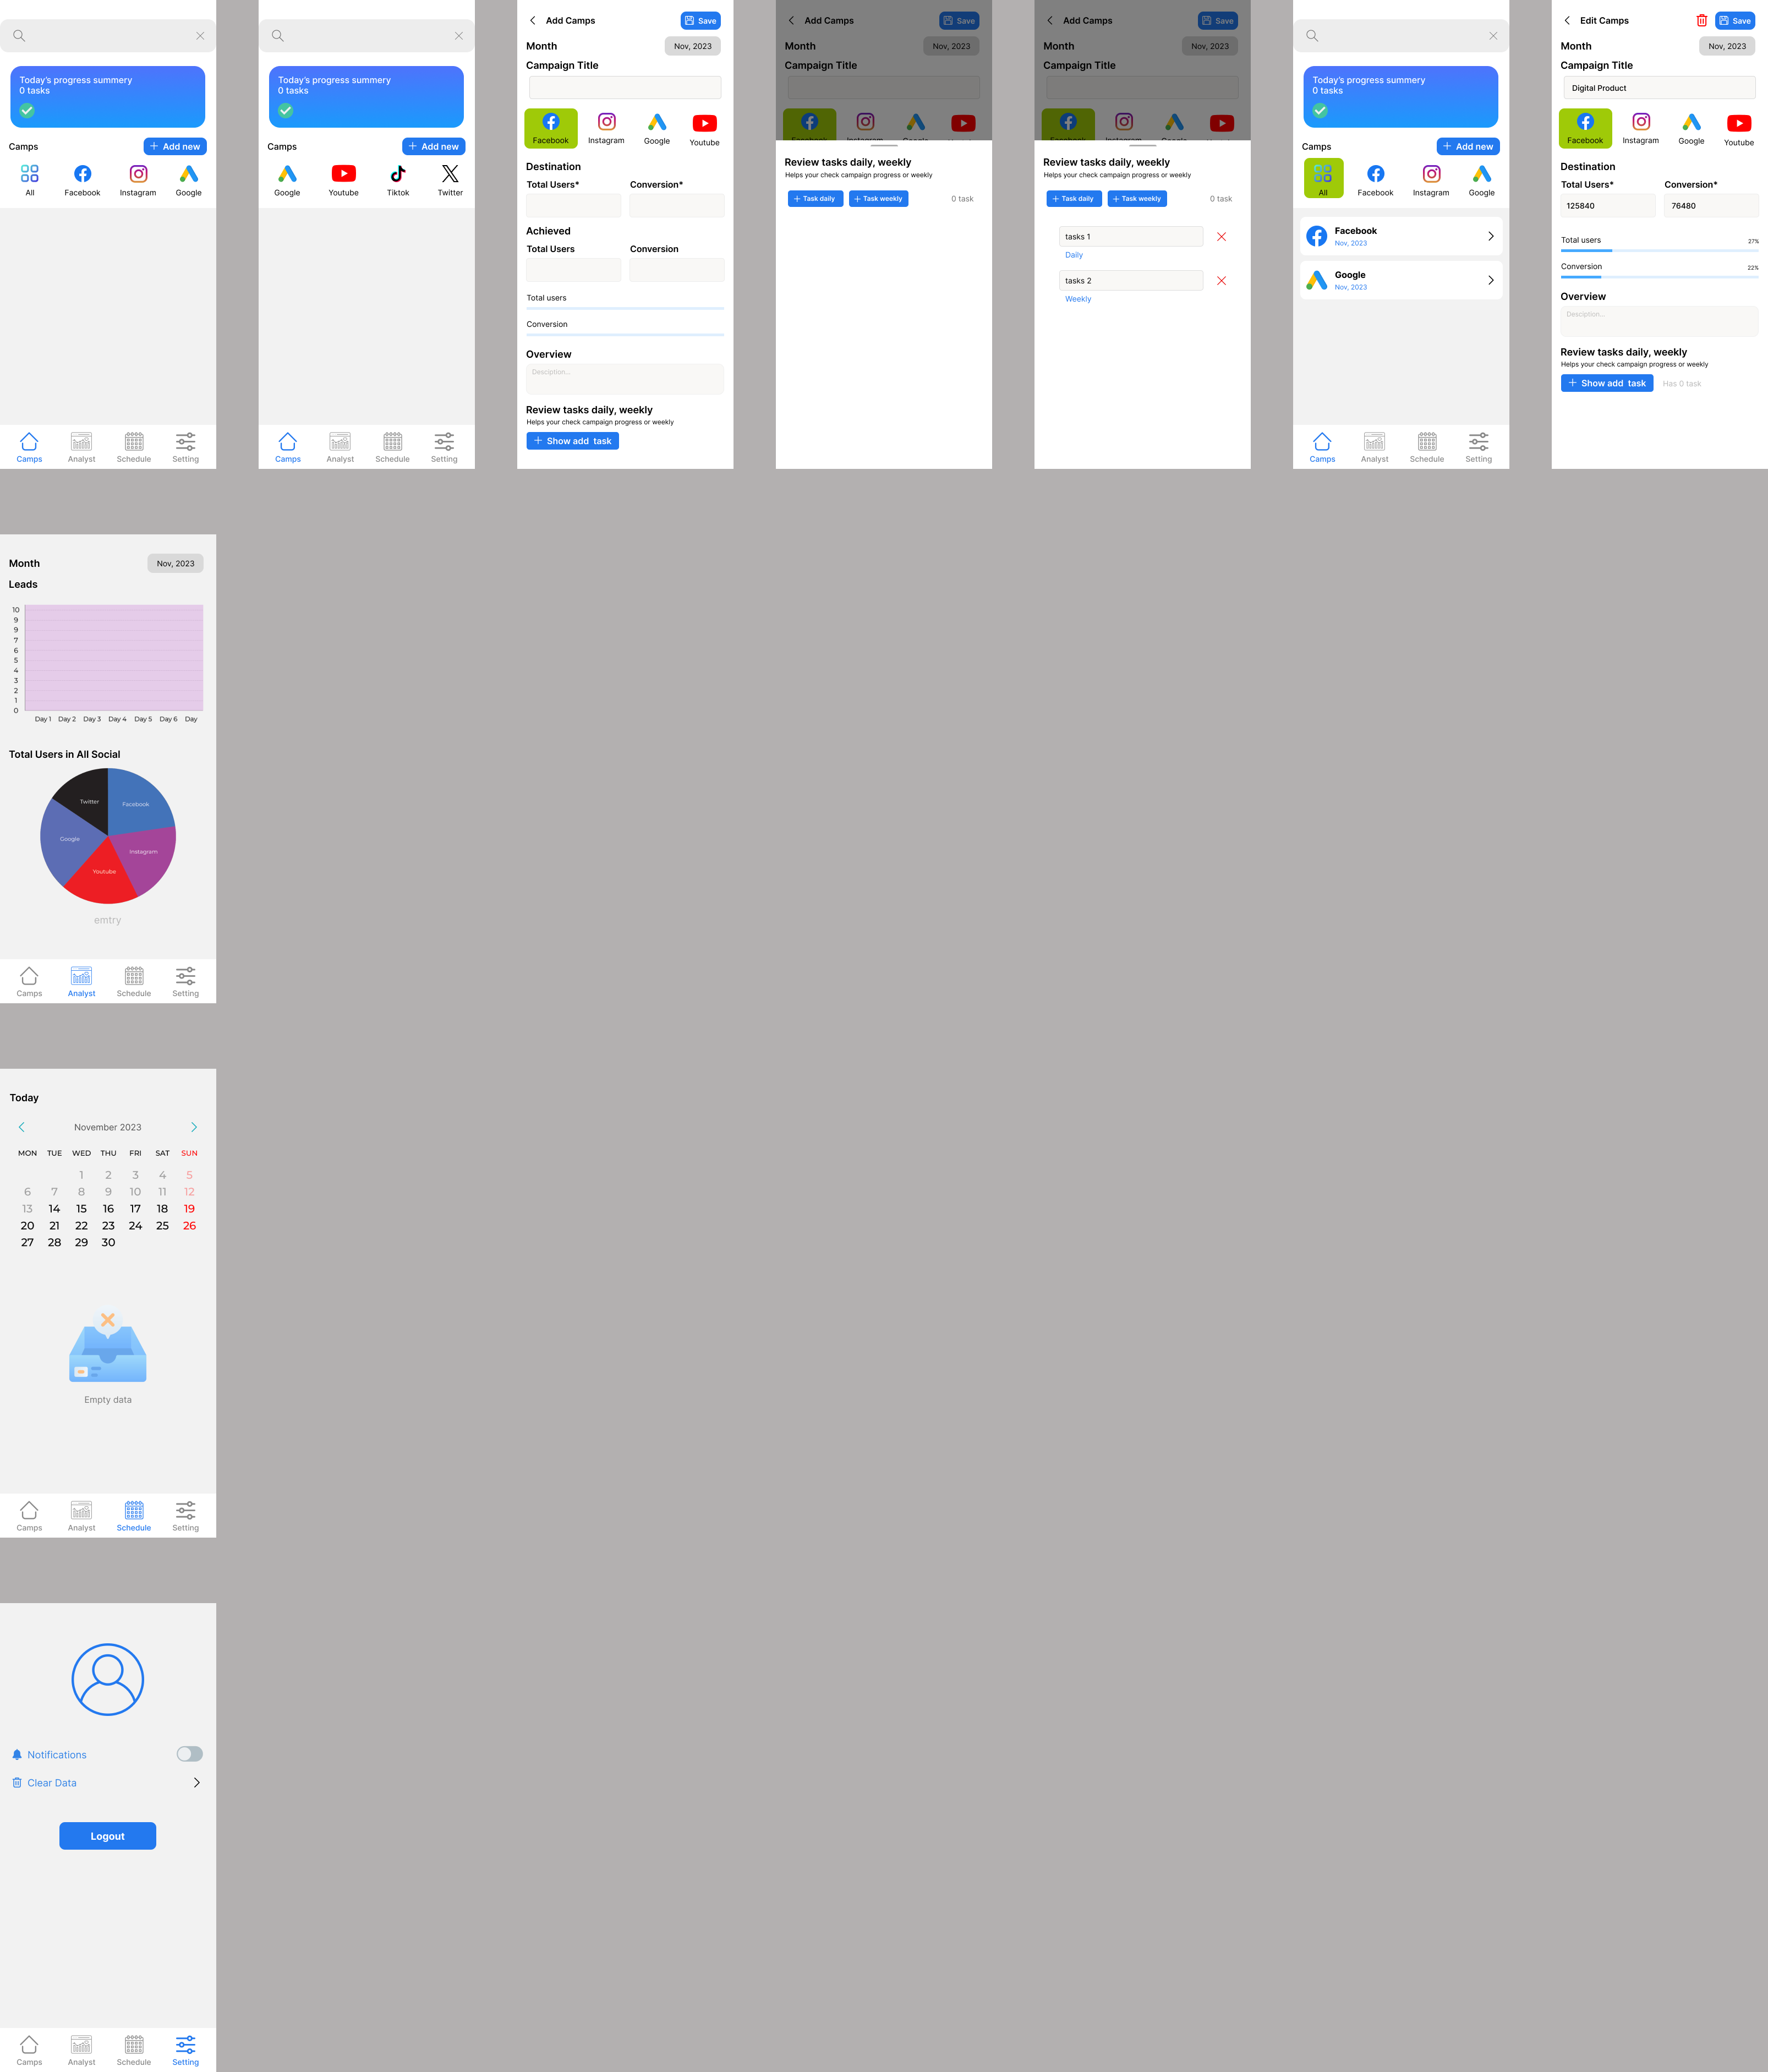 Today's progress summery
0 tasks
Camps
Add new
All
Facebook
Instagram
Google
Camps
Analyst
Schedule
Setting
Today's progress summery
0 tasks
Camps
Add new
Google
Youtube
Tiktok
Twitter
Camps
Analyst
Schedule
Setting
Add Camps
Save
Month
Nov, 2023
Campaign Title
Facebook
Instagram
Google
Youtube
Destination
Total Users*
Conversion*
Achieved
Total Users
Conversion
Total users
Conversion
Overview
Desciption...
Review tasks daily, weekly
Helps your check campaign progress or weekly
Show add task
Add Camps
Save
Month
Nov, 2023
Campaign Title
Review tasks daily, weekly
Helps your check campaign progress or weekly
Task daily
Task weekly
0 task
Add Camps
Save
Month
Nov, 2023
Campaign Title
Review tasks daily, weekly
Helps your check campaign progress or weekly
Task daily
Task weekly
0 task
tasks 1
Daily
tasks 2
Weekly
Today's progress summery
0 tasks
Camps
Add new
All
Facebook
Instagram
Google
Facebook
Nov, 2023
Google
Nov, 2023
Camps
Analyst
Schedule
Setting
Edit Camps
Save
Month
Nov, 2023
Campaign Title
Digital Product
Facebook
Instagram
Google
Youtube
Destination
Total Users*
Conversion*
125840
76480
Total users
27%
Conversion
22%
Overview
Desciption...
Review tasks daily, weekly
Helps your check campaign progress or weekly
Show add task
Has 0 task
Month
Nov, 2023
Leads
10
9
9
7
6
5
4
3
2
1
0
Day 1 Day 2 Day 3 Day 4 Day 5 Day 6 Day
Total Users in All Social
Twitter
Facebook
Google
Instagram
Youtube
emtry
Camps
Analyst
Schedule
Setting
Today
November 2023
MON TUE WED THU FRI SAT SUN
1 2 3 4 5
6 7 8 9 10 11 12
13 14 15 16 17 18 19
20 21 22 23 24 25 26
27 28 29 30
Empty data
Camps
Analyst
Schedule
Setting
Notifications
Clear Data
Logout
Camps
Analyst
Schedule
Setting